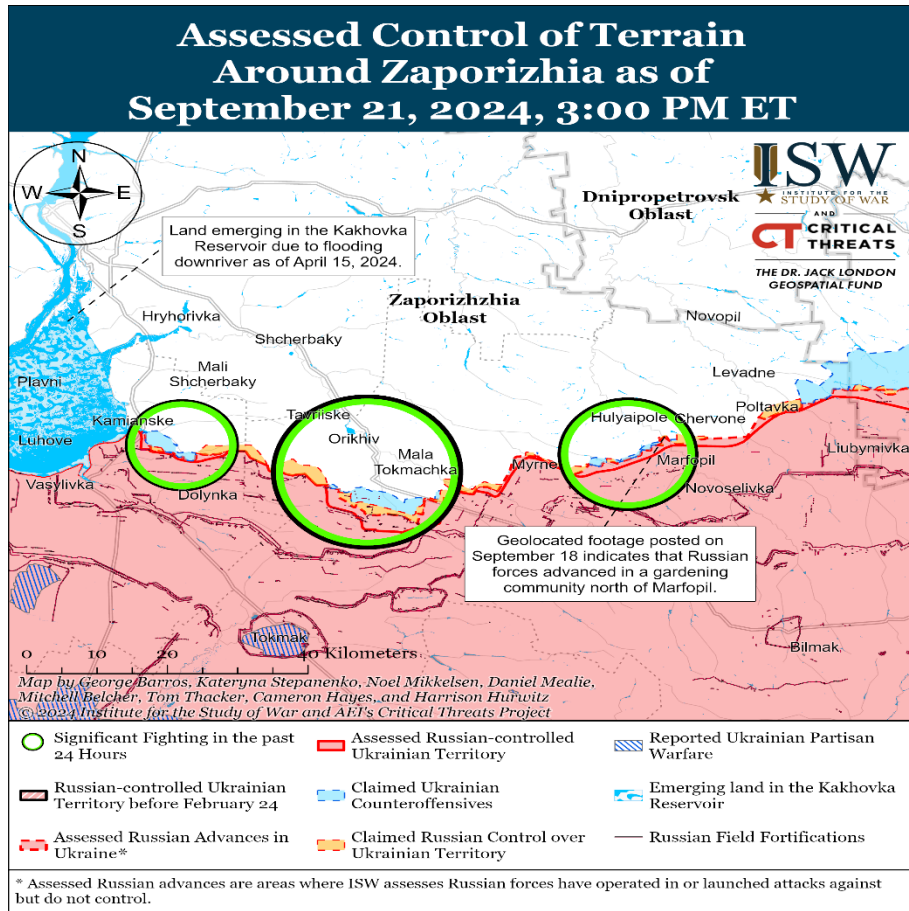 Assessed Control of Terrain
Around Zaporizhia as of
September 21, 2024, 3:00 PM ET
N
W
E
S
ISW
INSTITUTE FOR THE
STUDY OF WAR
AND
CT CRITICAL
THREATS
THE DR. JACK LONDON
GEOSPATIAL FUND
Dnipropetrovsk
Oblast
Land emerging in the Kakhovka
Reservoir due to flooding
downriver as of April 15, 2024.
Zaporizhzhia
Oblast
Hryhorivka
Novopil
Shcherbaky
Mali
Shcherbaky
Levadne
Plavni
Poltavka
Kamianske
Tavriiske
Hulyaipole
Chervone
Luhove
Orikhiv
Mala
Tokmachka
Myrne
Marfopil
Liubymivka
Vasylivka
Dolynka
Novoselivka
Geolocated footage posted on
September 18 indicates that Russian
forces advanced in a gardening
community north of Marfopil.
Tokmak
Bilmak
0 20 40 Kilometers
Map by George Barros, Kateryna Stepanenko, Noel Mikkelsen, Daniel Mealie,
Mitchell Belcher, Tom Thacker, Cameron Hayes, and Harrison Hurwitz
© 2024 Institute for the Study of War and AEI's Critical Threats Project
Significant Fighting in the past
24 Hours
Assessed Russian-controlled
Ukrainian Territory
Reported Ukrainian Partisan
Warfare
Russian-controlled Ukrainian
Territory before February 24
Claimed Ukrainian
Counteroffensives
Emerging land in the Kakhovka
Reservoir
Assessed Russian Advances in
Ukraine*
Claimed Russian Control over
Ukrainian Territory
Russian Field Fortifications
* Assessed Russian advances are areas where ISW assesses Russian forces have operated in or launched attacks against
but do not control.